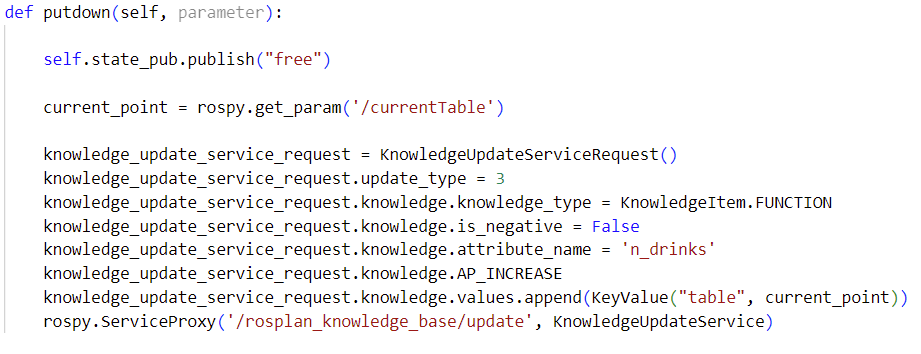 def putdown(self, parameter):
self.state_pub.publish("free")
current_point = rospy.get_param('/currentTable')
knowledge_update_service_request = KnowledgeUpdateServiceRequest()
knowledge_update_service_request.update_type = 3
knowledge_update_service_request.knowledge.knowledge_type = KnowledgeItem.FUNCTION
knowledge_update_service_request.knowledge.is_negative = False
knowledge_update_service_request.knowledge.attribute_name = 'n_drinks'
knowledge_update_service_request.knowledge.AP_INCREASE
knowledge_update_service_request.knowledge.values.append(KeyValue("table", current_point))
rospy.ServiceProxy('/rosplan_knowledge_base/update', KnowledgeUpdateService)